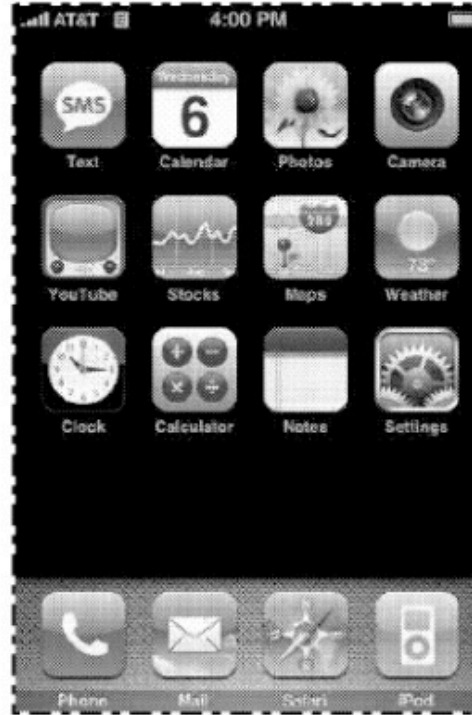 AT&T 4:00 PM
SMS
Wednesday
6
Text Calendar Photos Camera
280
73°
YouTube Stocks Maps Weather
Clock Calculator Notes Settings
Phone Mail Safari iPod